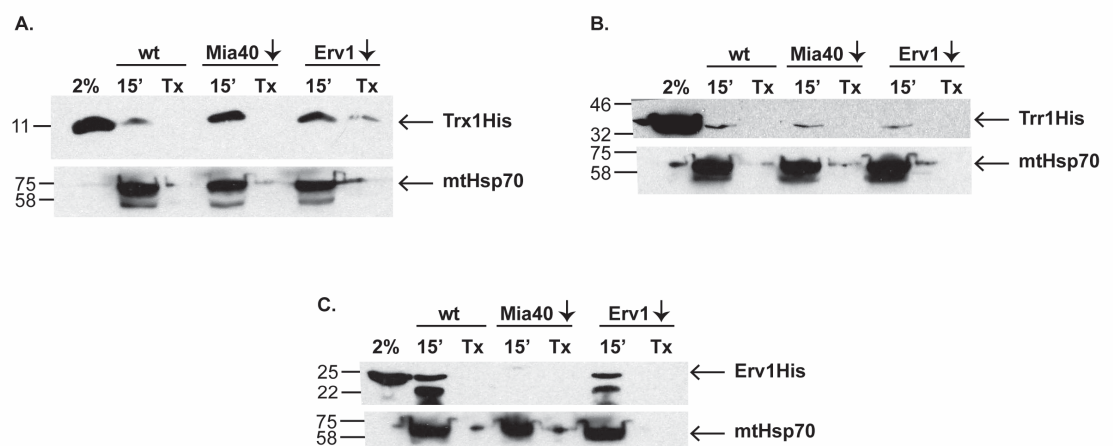 A.
wt Mia40 ↓ Erv1 ↓
2% 15’ Tx 15’ Tx 15’ Tx
11 Trx1His
75 mtHsp70
58
B.
wt Mia40 ↓ Erv1 ↓
2% 15’ Tx 15’ Tx 15’ Tx
46
Trr1His
32
75
mtHsp70
58
C.
wt Mia40 ↓ Erv1 ↓
2% 15’ Tx 15’ Tx 15’ Tx
25 Erv1His
22
75
58 mtHsp70